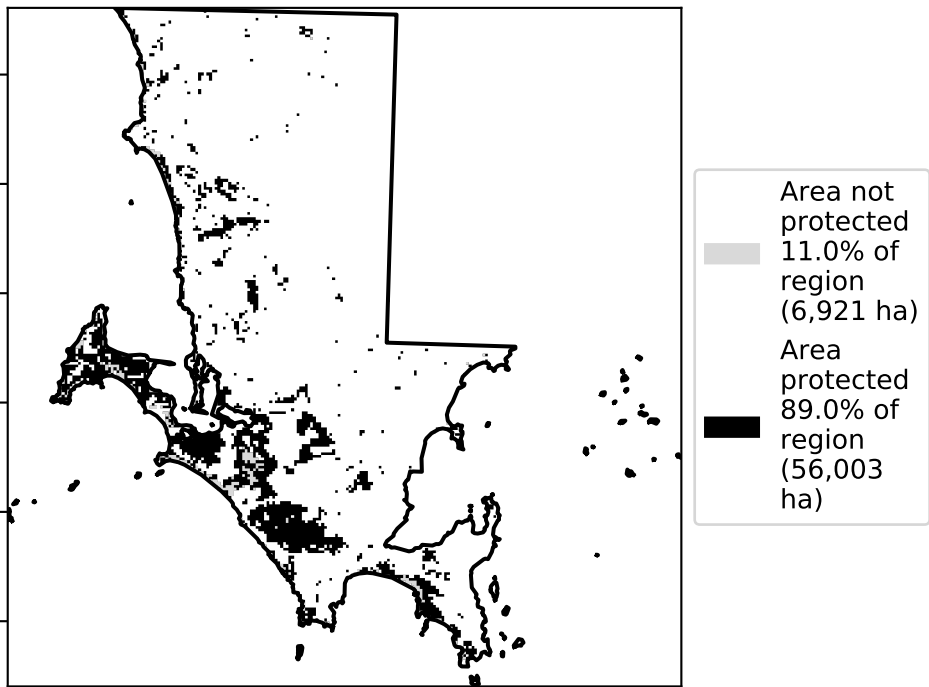 Area not
protected
11.0% of
region
(6,921 ha)
Area
protected
89.0% of
region
(56,003
ha)